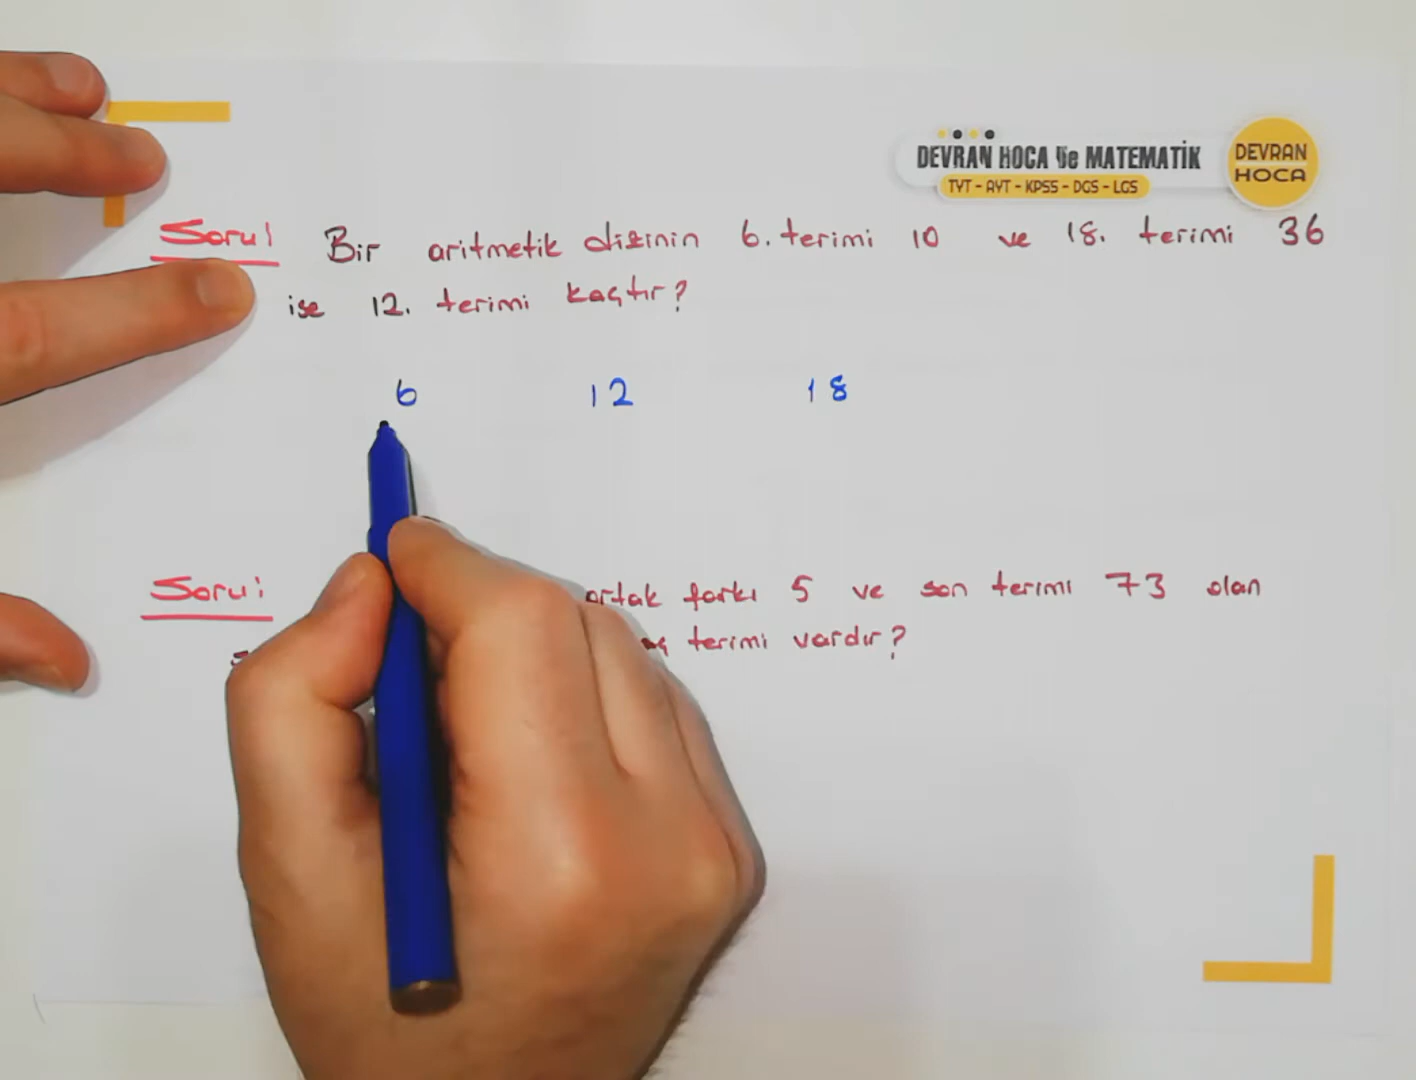 DEVRAN HOCA ile MATEMATİK
TYT - AYT - KPSS - DGS - LGS
DEVRAN
HOCA
Soru! Bir aritmetik dizinin 6. terimi 10 ve 18. terimi 36
ise 12. terimi kaçtır?
6 12 18
Soru: ortak farkı 5 ve son terimi 73 olan
terimi vardır?